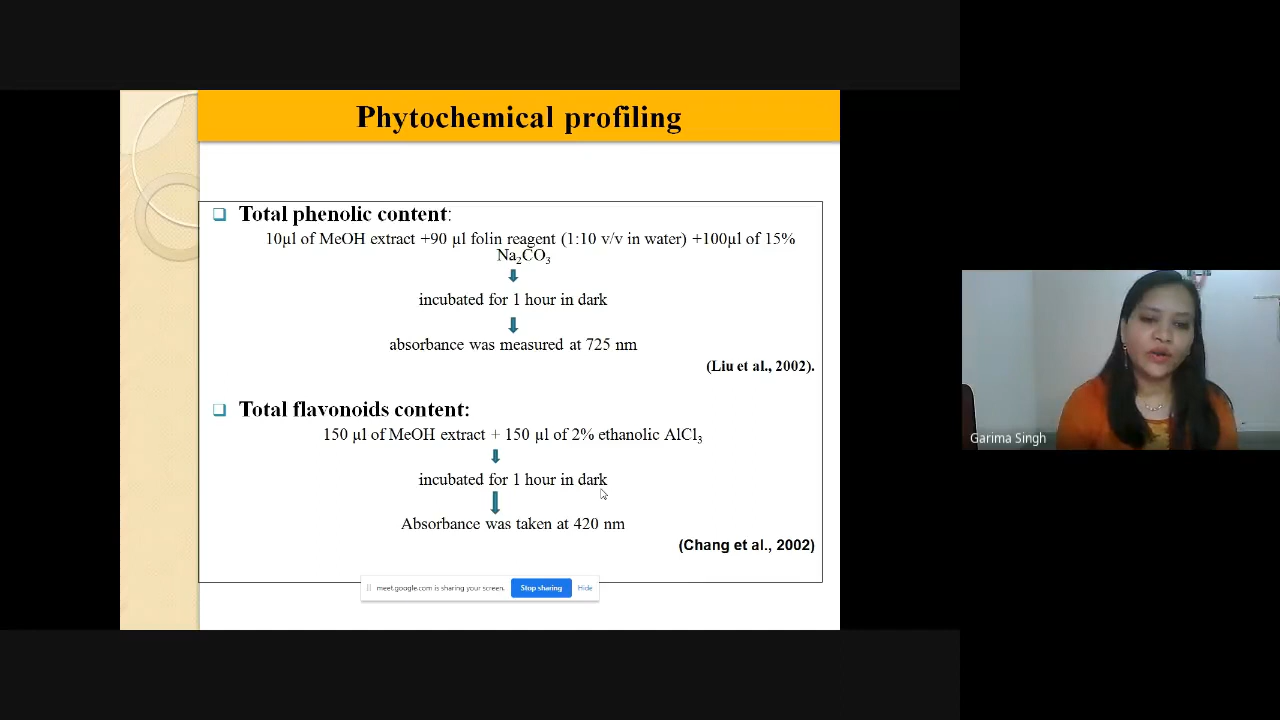 Phytochemical profiling
Total phenolic content:
10µl of MeOH extract +90 µl folin reagent (1:10 v/v in water) +100µl of 15%
Na₂CO₃
incubated for 1 hour in dark
absorbance was measured at 725 nm
(Liu et al., 2002).
Total flavonoids content:
150 µl of MeOH extract + 150 µl of 2% ethanolic AlCl₃
incubated for 1 hour in dark
Absorbance was taken at 420 nm
(Chang et al., 2002)
meet.google.com is sharing your screen. Stop sharing Hide
Garima Singh